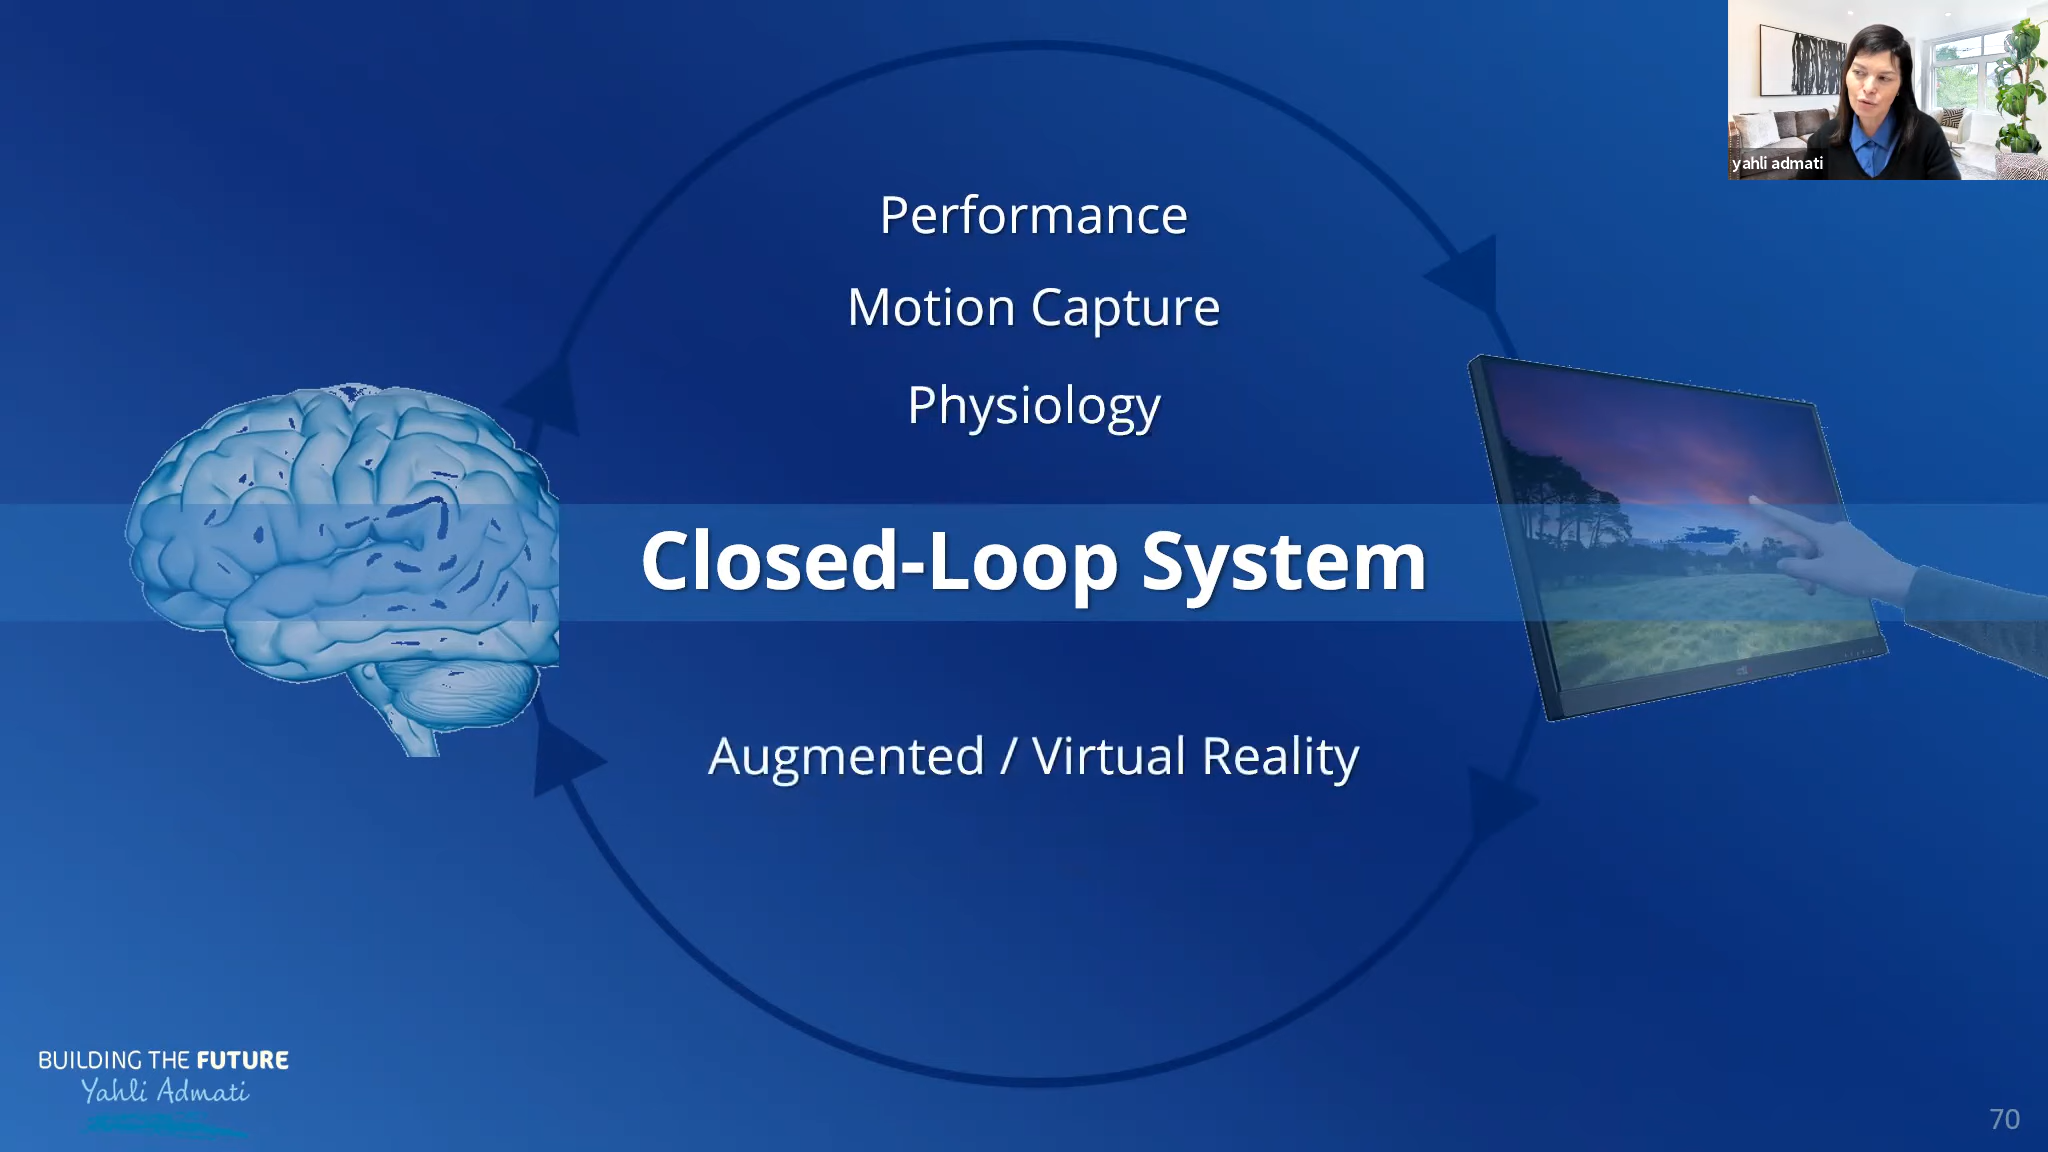 yahli admati
Performance
Motion Capture
Physiology
Closed-Loop System
Augmented / Virtual Reality
BUILDING THE FUTURE
Yahli Admati
70